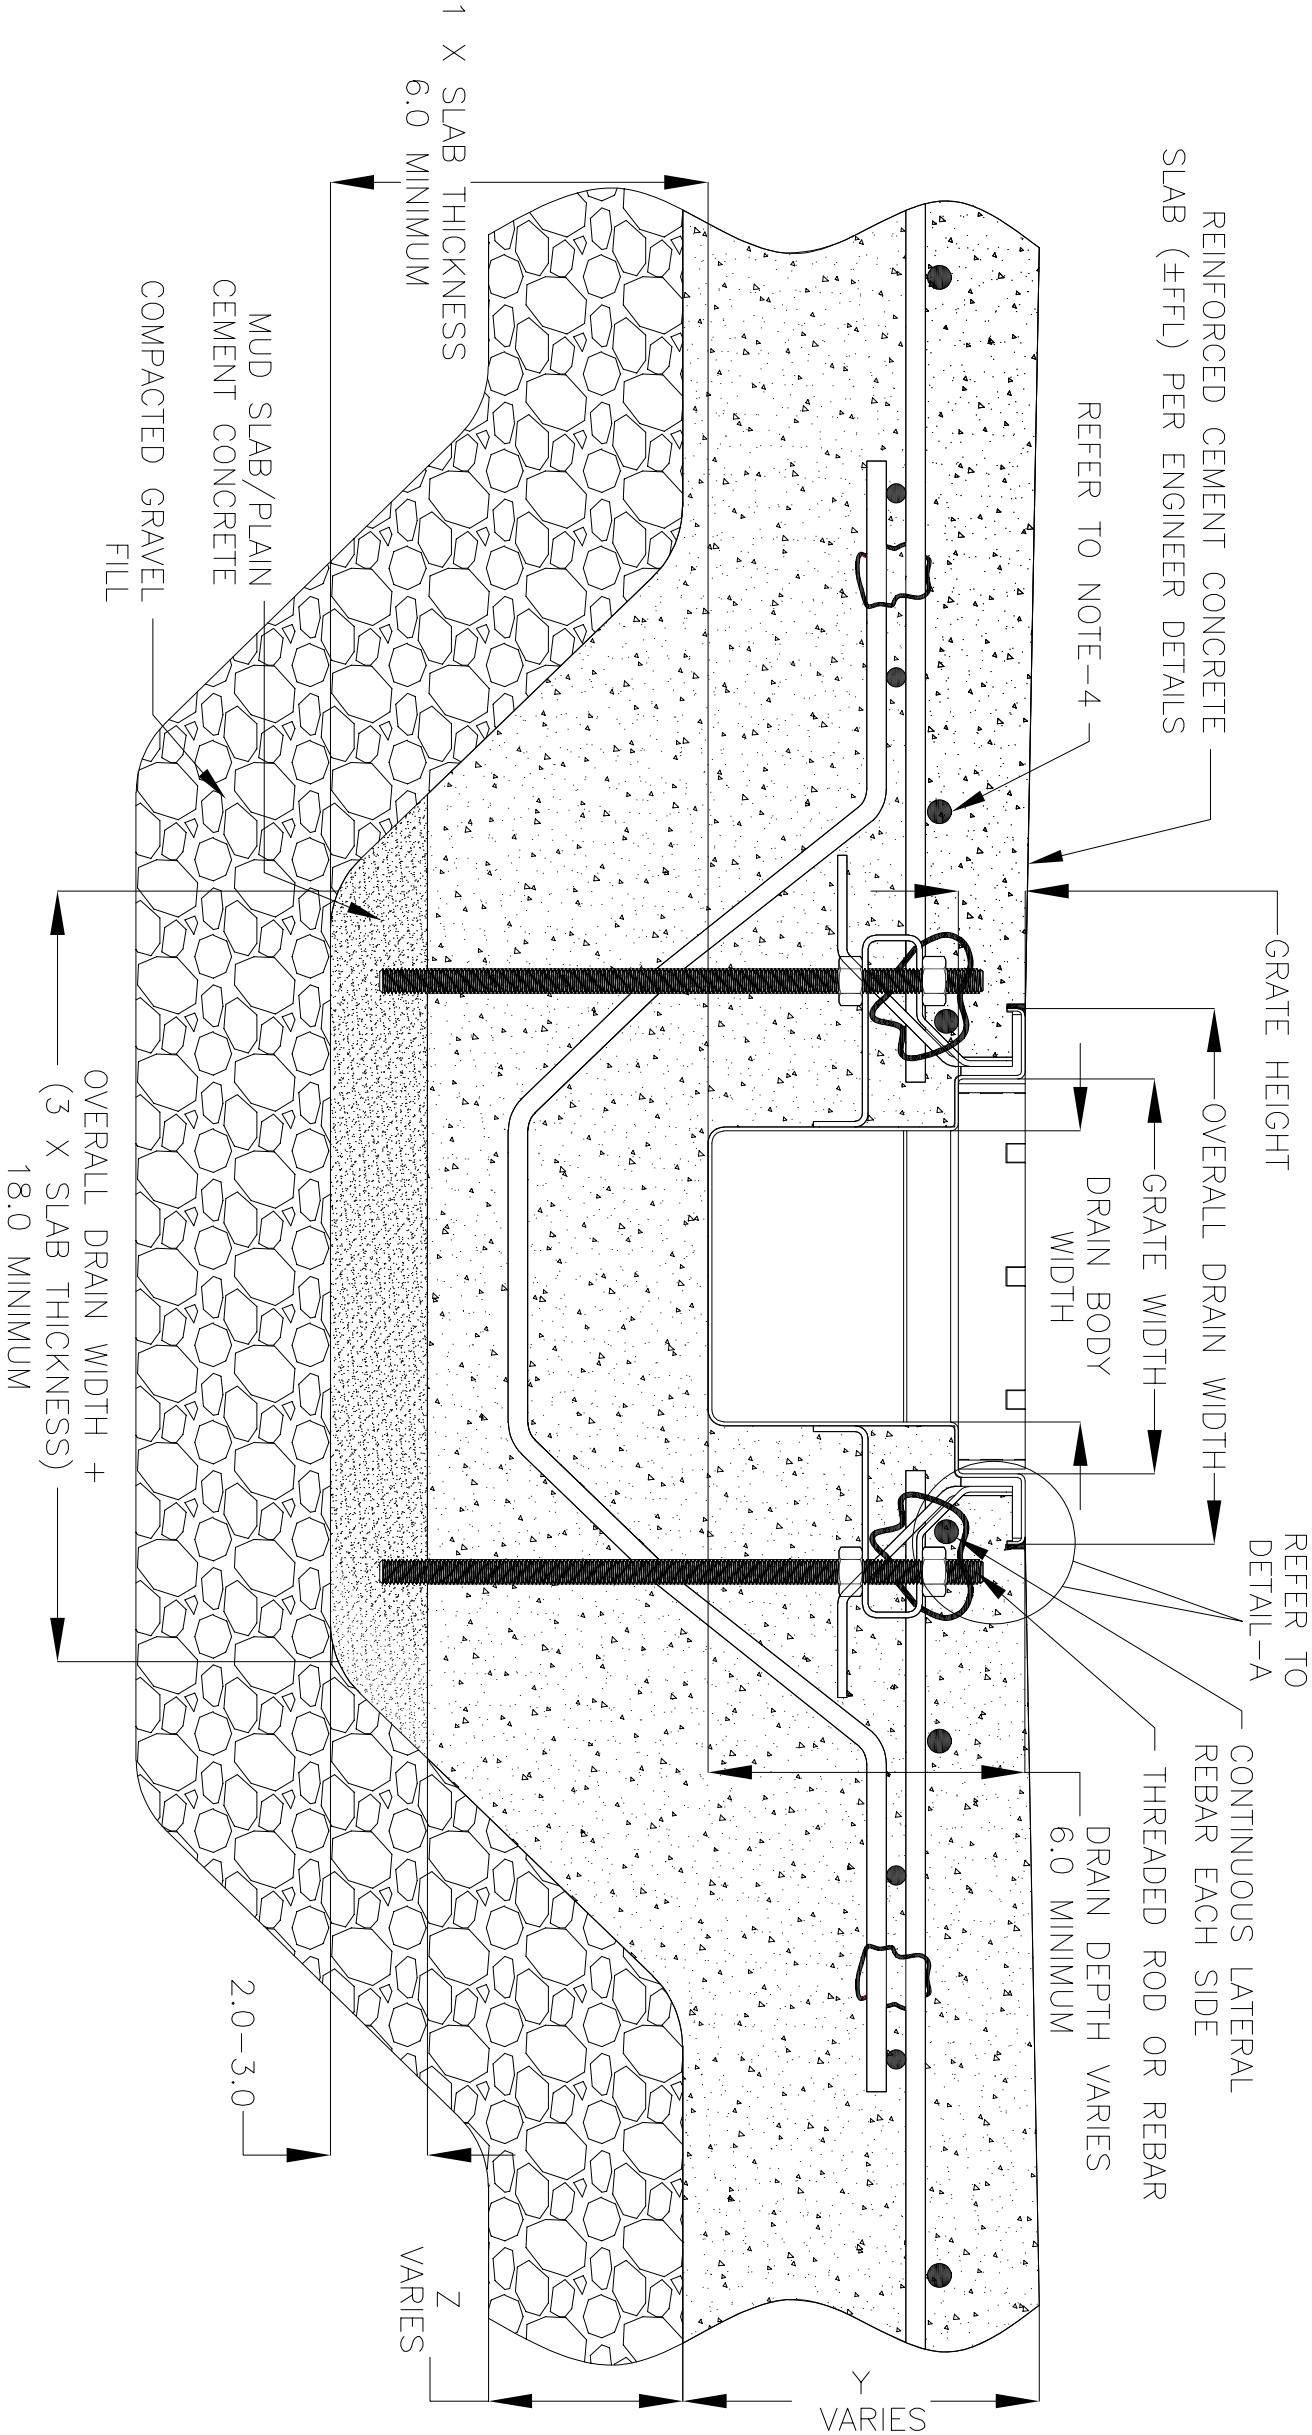 REINFORCED CEMENT CONCRETE
SLAB (±FFL) PER ENGINEER DETAILS
REFER TO NOTE-4
GRATE HEIGHT
OVERALL DRAIN WIDTH
GRATE WIDTH
DRAIN BODY
WIDTH
REFER TO
DETAIL-A
CONTINUOUS LATERAL
REBAR EACH SIDE
THREADED ROD OR REBAR
DRAIN DEPTH VARIES
6.0 MINIMUM
Y
VARIES
1 X SLAB THICKNESS
6.0 MINIMUM
MUD SLAB/PLAIN
CEMENT CONCRETE
COMPACTED GRAVEL
FILL
OVERALL DRAIN WIDTH +
(3 X SLAB THICKNESS)
18.0 MINIMUM
2.0-3.0
Z
VARIES